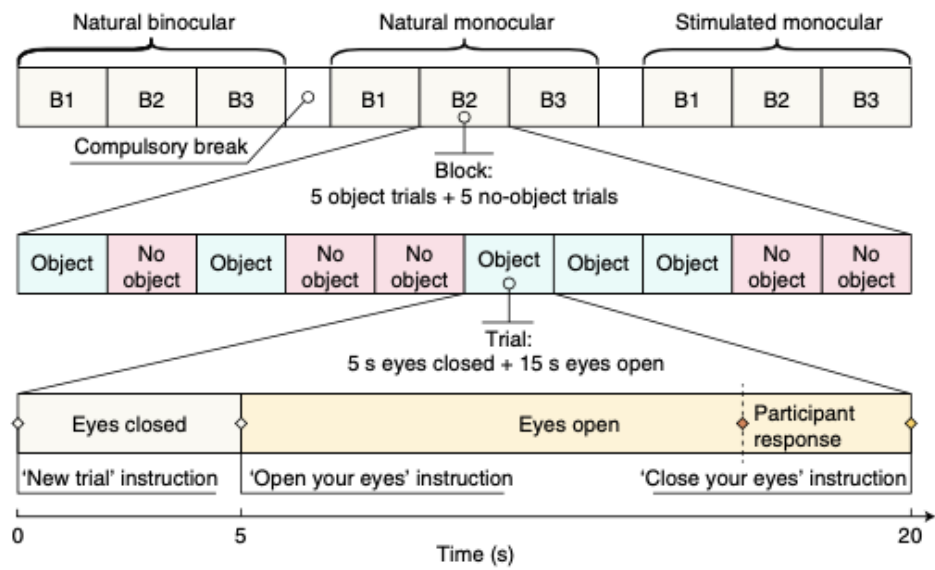 Natural binocular
Natural monocular
Stimulated monocular
B1
B2
B3
B1
B2
B3
B1
B2
B3
Compulsory break
Block:
5 object trials + 5 no-object trials
Object
No
object
Object
No
object
No
object
Object
Object
Object
No
object
No
object
Trial:
5 s eyes closed + 15 s eyes open
Eyes closed
Eyes open
Participant
response
‘New trial’ instruction
‘Open your eyes’ instruction
‘Close your eyes’ instruction
0
5
20
Time (s)